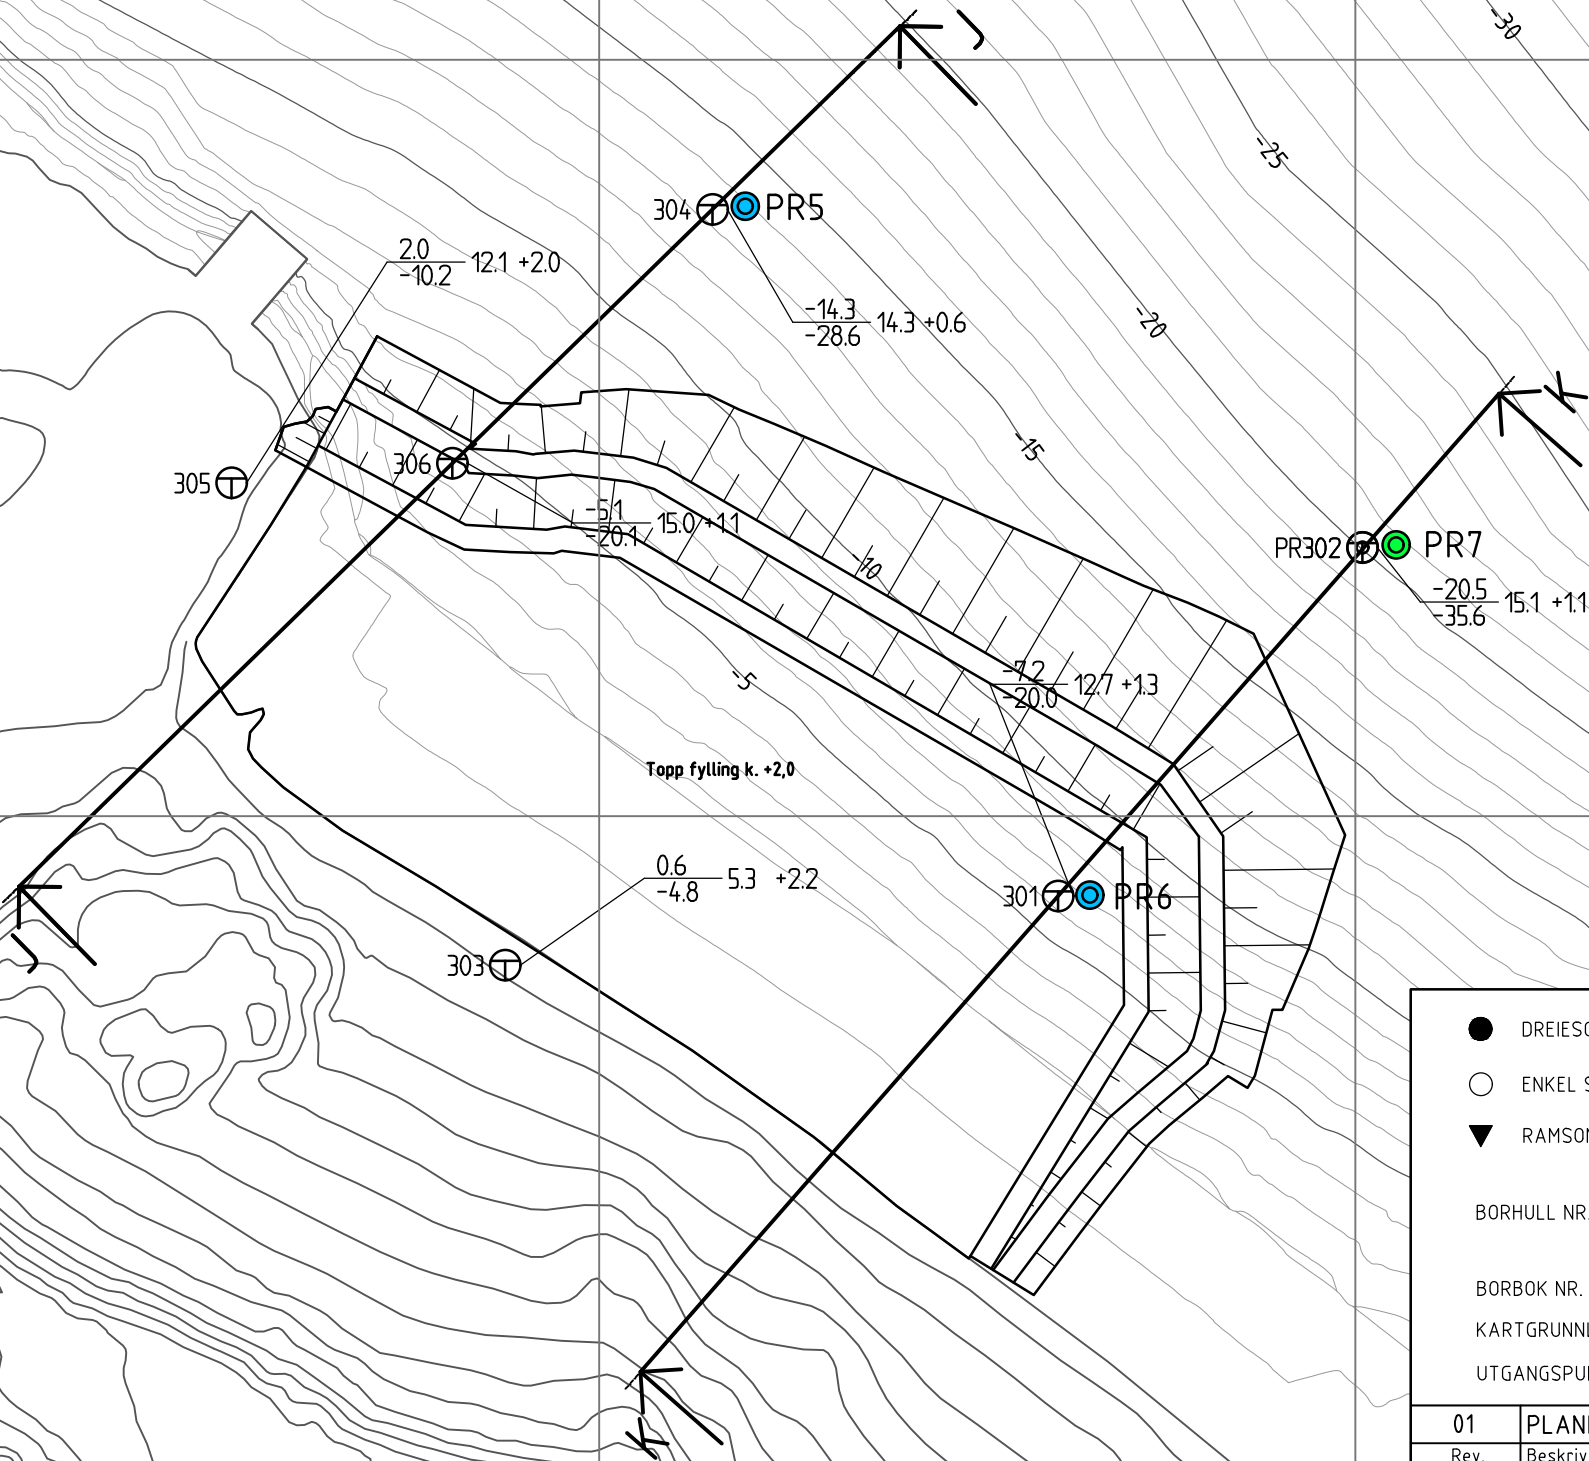 -30
J
-25
304 PR5
2.0
-10.2
12.1 +2.0
-14.3
-28.6
14.3 +0.6
-20
K
-15
306
305
-5.1
-20.1
15.0 +1.1
-10
PR302 PR7
-20.5
-35.6
15.1 +1.1
-7.2
-20.0
12.7 +1.3
-5
Topp fylling k. +2,0
0.6
-4.8
5.3 +2.2
301 PR6
303
J
DREIESO
ENKEL S
RAMSON
BORHULL NR.
BORBOK NR.
KARTGRUNNL
UTGANGSPUN
K
01 PLAN
Rev. Beskriv